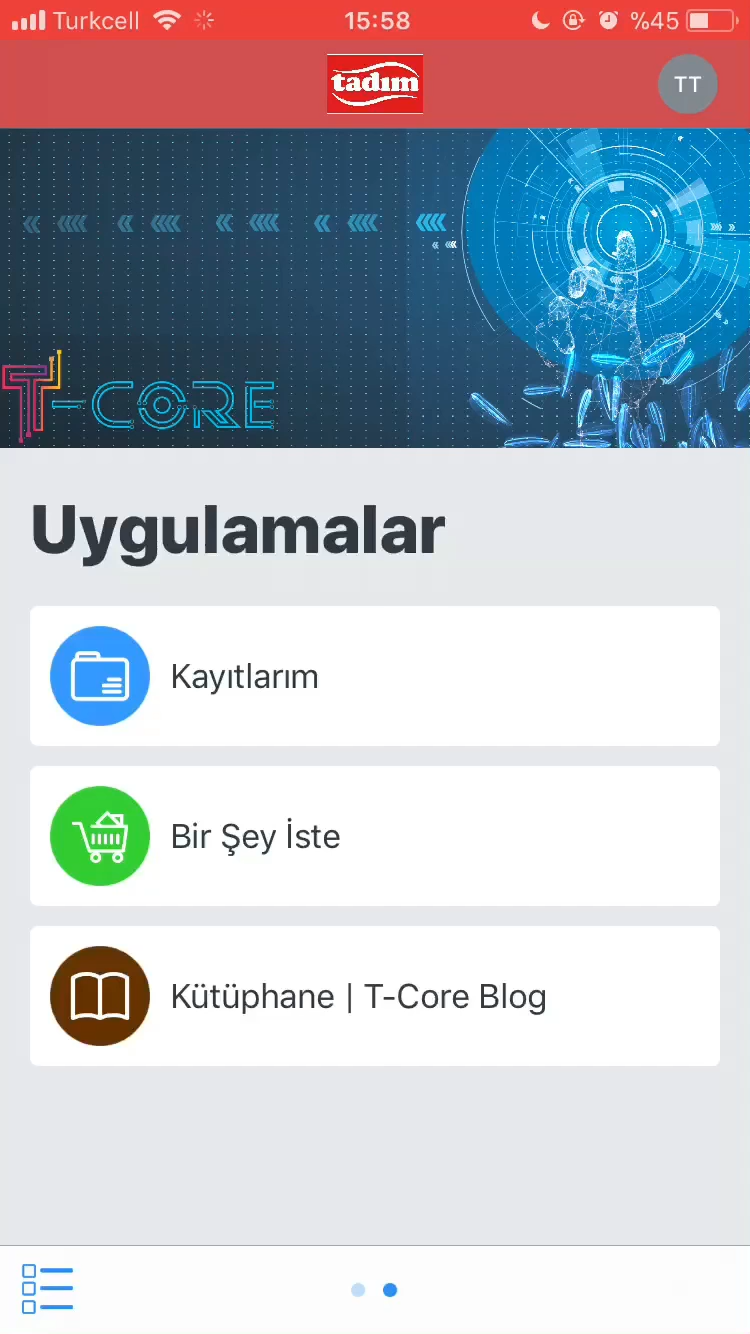 Turkcell 15:58 %45
tadım
TT
T-CORE
Uygulamalar
Kayıtlarım
Bir Şey İste
Kütüphane | T-Core Blog